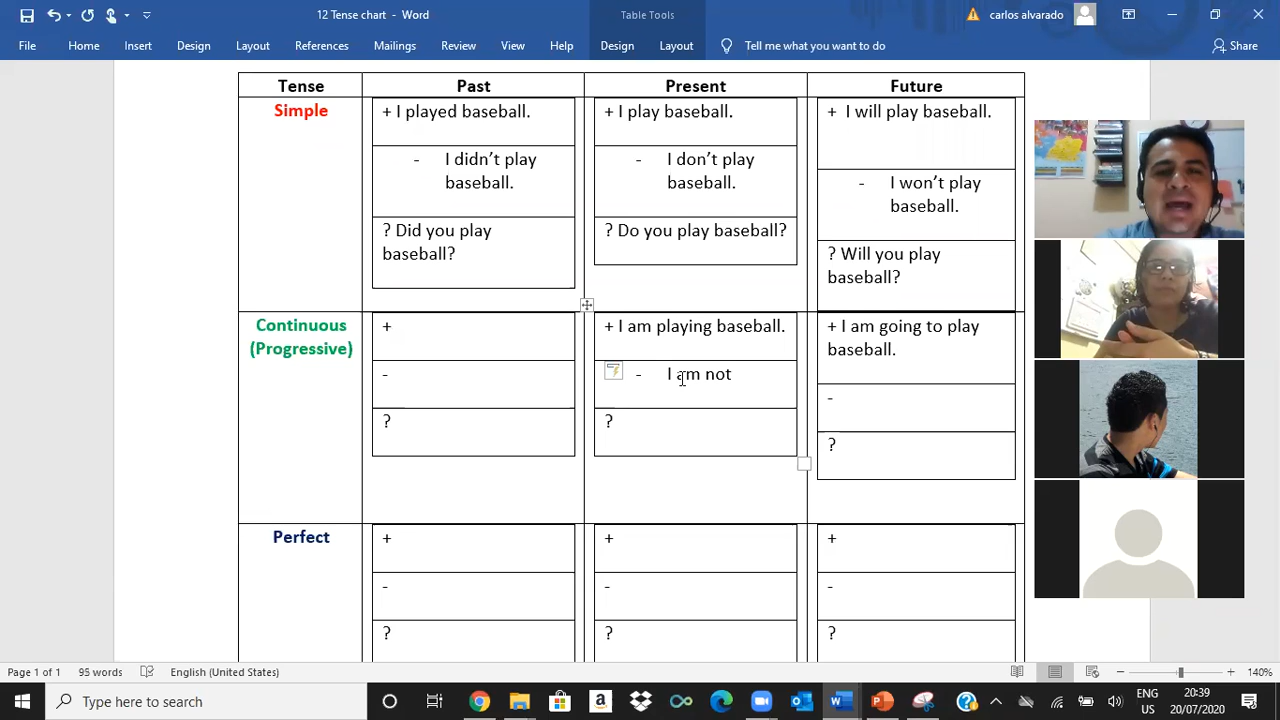 12 Tense chart - Word
Table Tools
carlos alvarado
File Home Insert Design Layout References Mailings Review View Help Design Layout Tell me what you want to do Share
Tense Past Present Future
Simple
+ I played baseball.
- I didn’t play
baseball.
? Did you play
baseball?
+ I play baseball.
- I don’t play
baseball.
? Do you play baseball?
+ I will play baseball.
- I won’t play
baseball.
? Will you play
baseball?
Continuous
(Progressive)
+
-
?
+ I am playing baseball.
- I am not
?
+ I am going to play
baseball.
-
?
Perfect
+
-
?
+
-
?
+
-
?
Page 1 of 1 95 words English (United States) 140%
Type here to search
ENG
US
20:39
20/07/2020